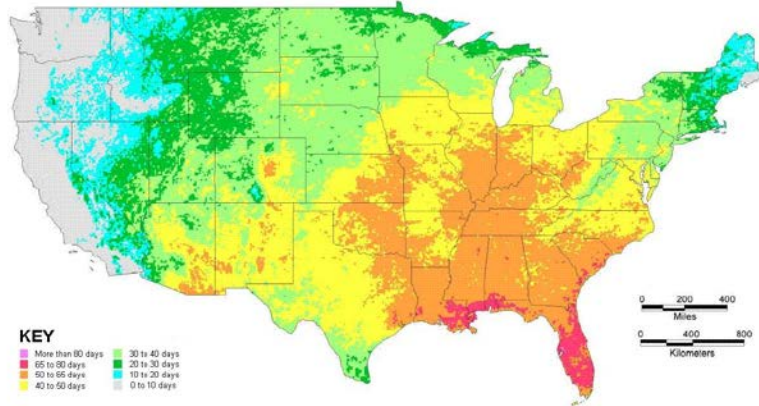 0 200 400
Miles
0 400 800
Kilometers
KEY
More than 80 days
65 to 80 days
50 to 65 days
40 to 50 days
30 to 40 days
20 to 30 days
10 to 20 days
0 to 10 days